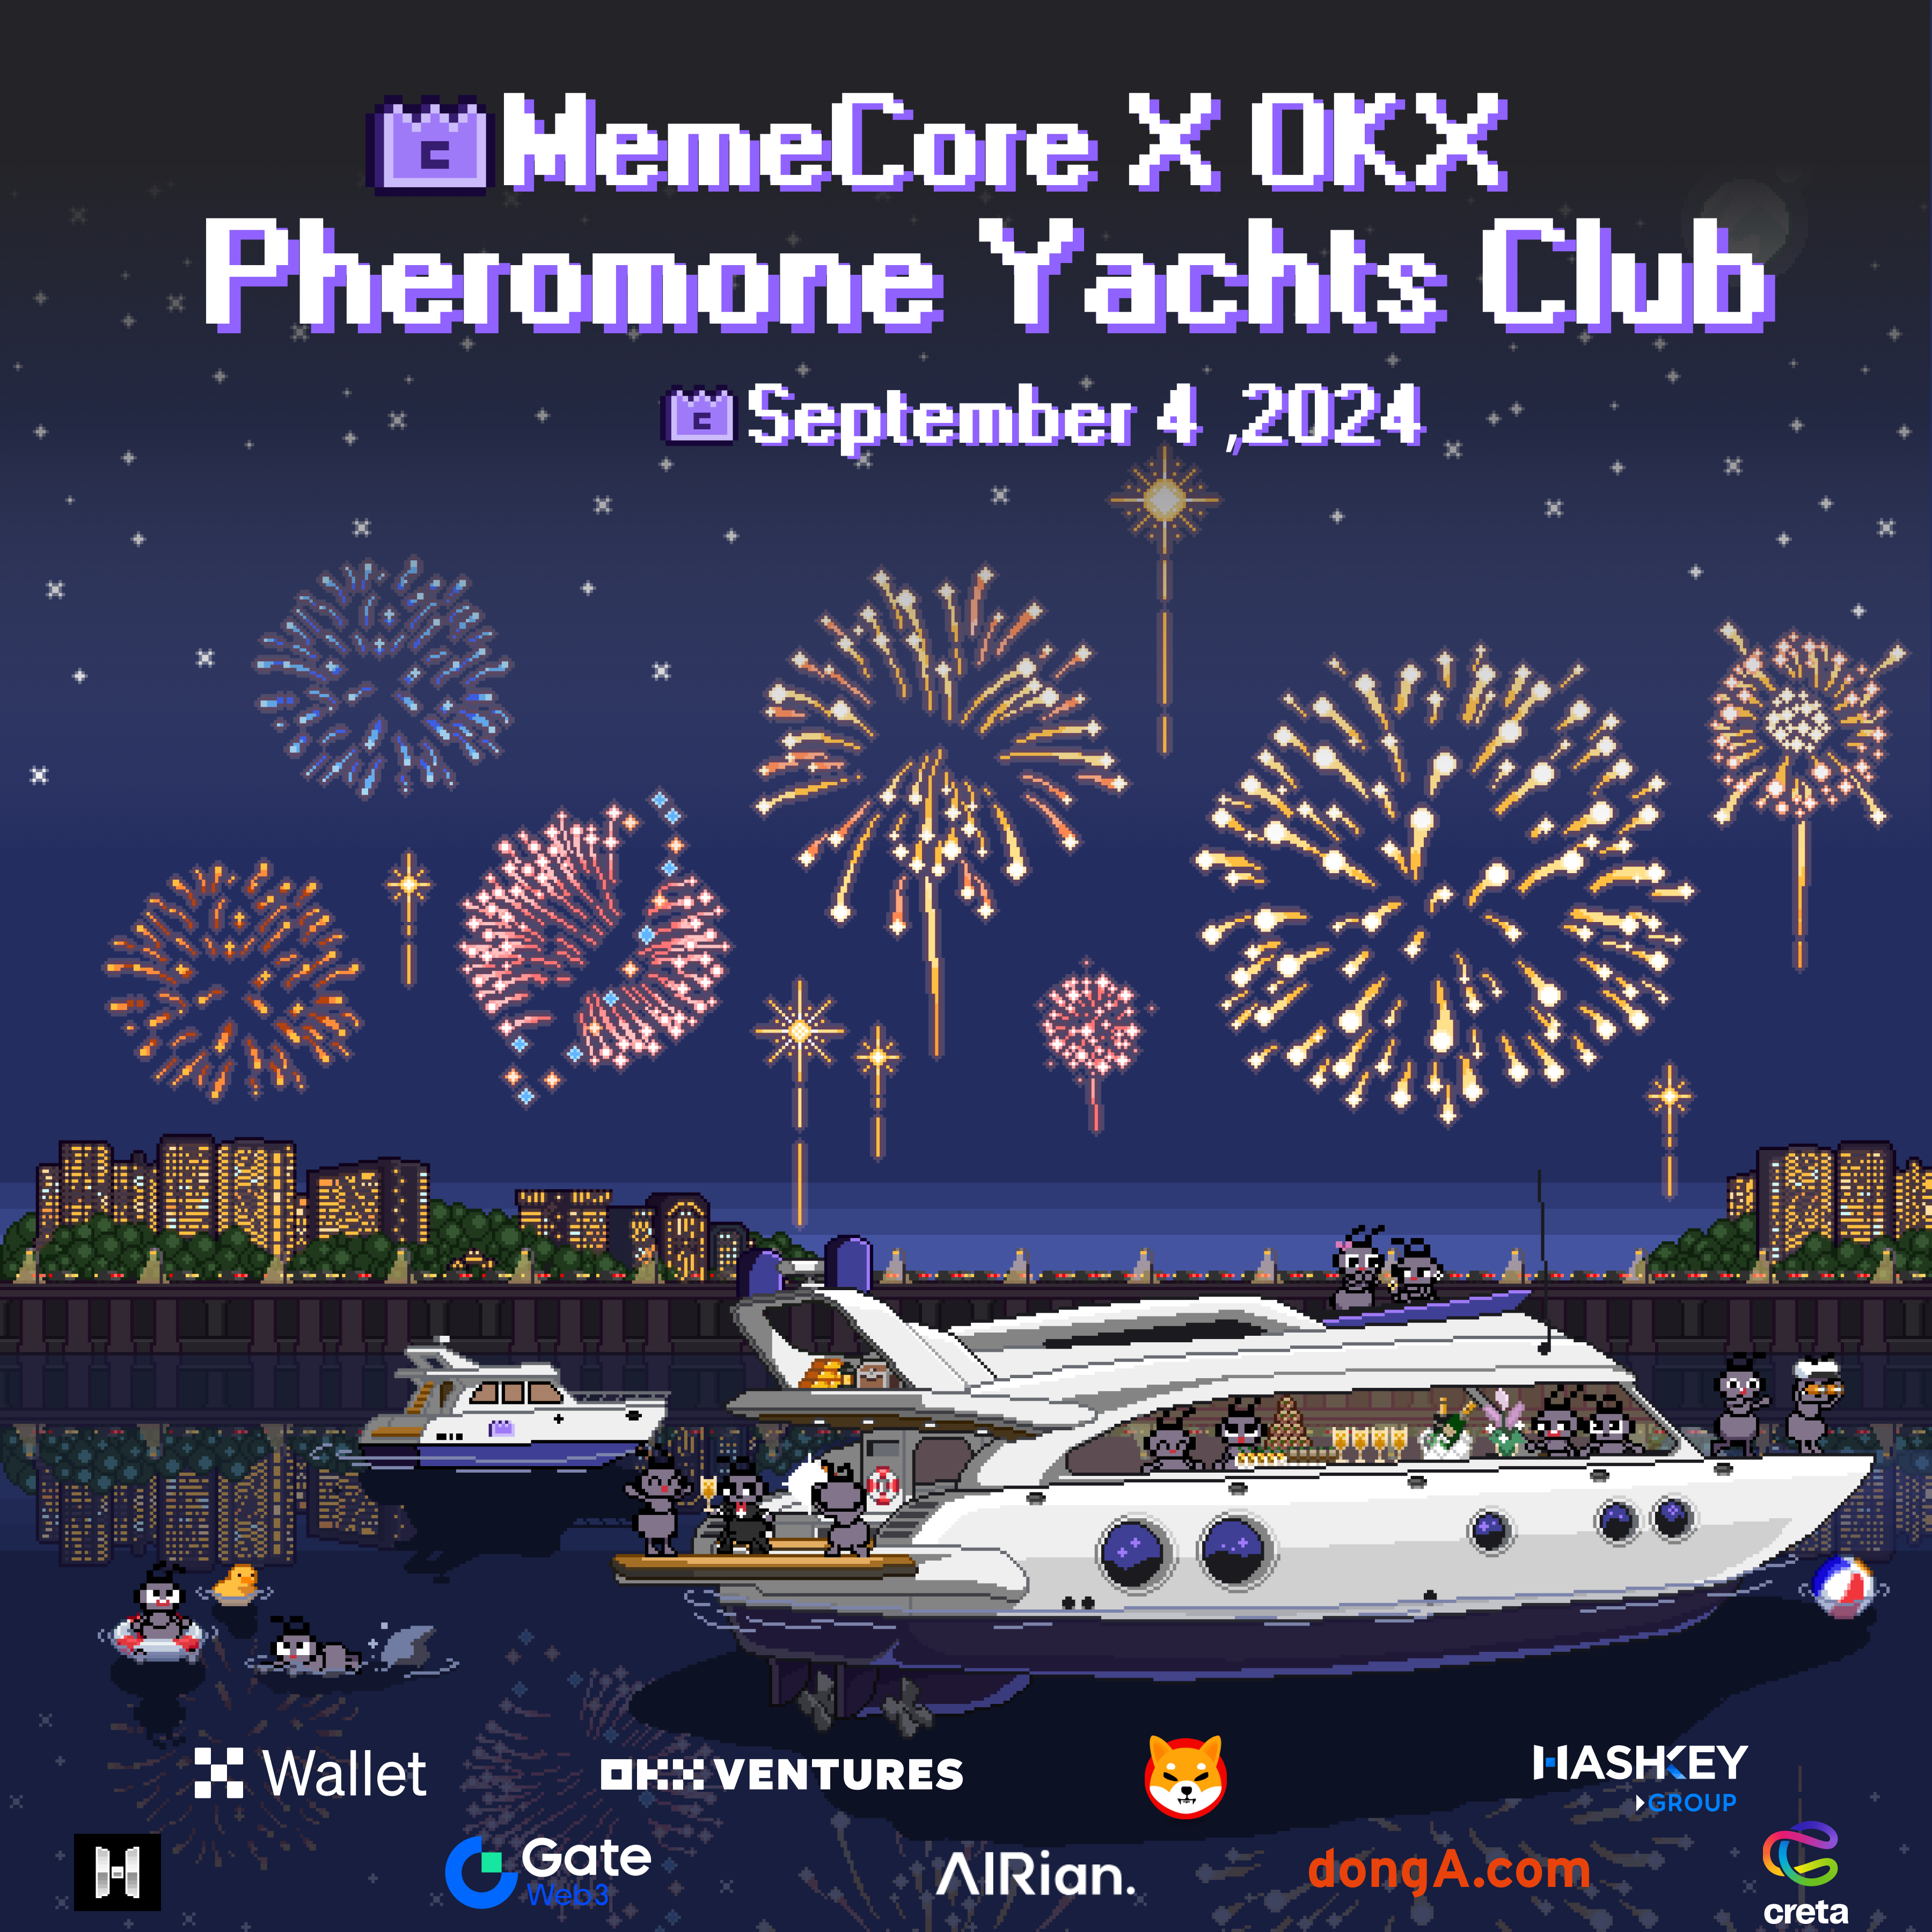 MemeCore X OKX
Pheromone Yachts Club
September 4 ,2024
Wallet
OKX VENTURES
HASHKEY
GROUP
H
Gate
Web3
AIRian.
dongA.com
creta